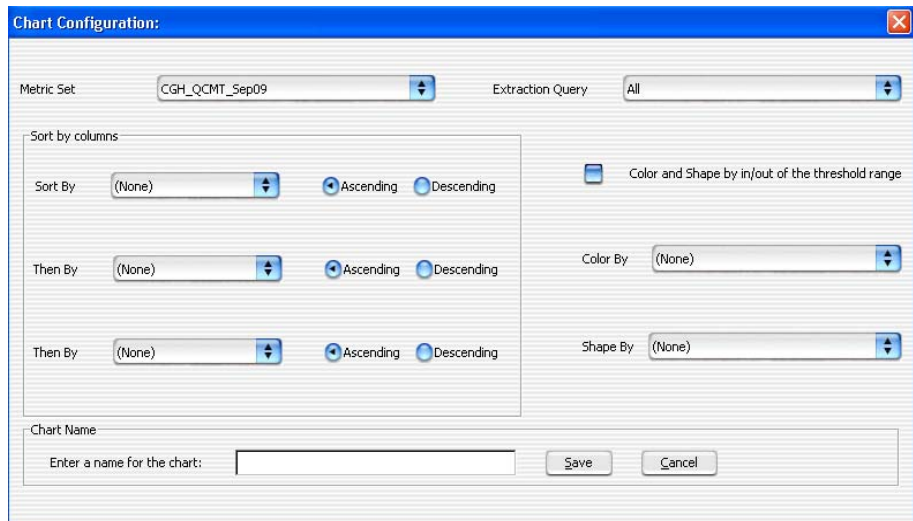 Chart Configuration:
Metric Set CGH_QCMT_Sep09 Extraction Query All
Sort by columns
Sort By (None) Ascending Descending
Color and Shape by in/out of the threshold range
Then By (None) Ascending Descending
Color By (None)
Then By (None) Ascending Descending
Shape By (None)
Chart Name
Enter a name for the chart: Save Cancel